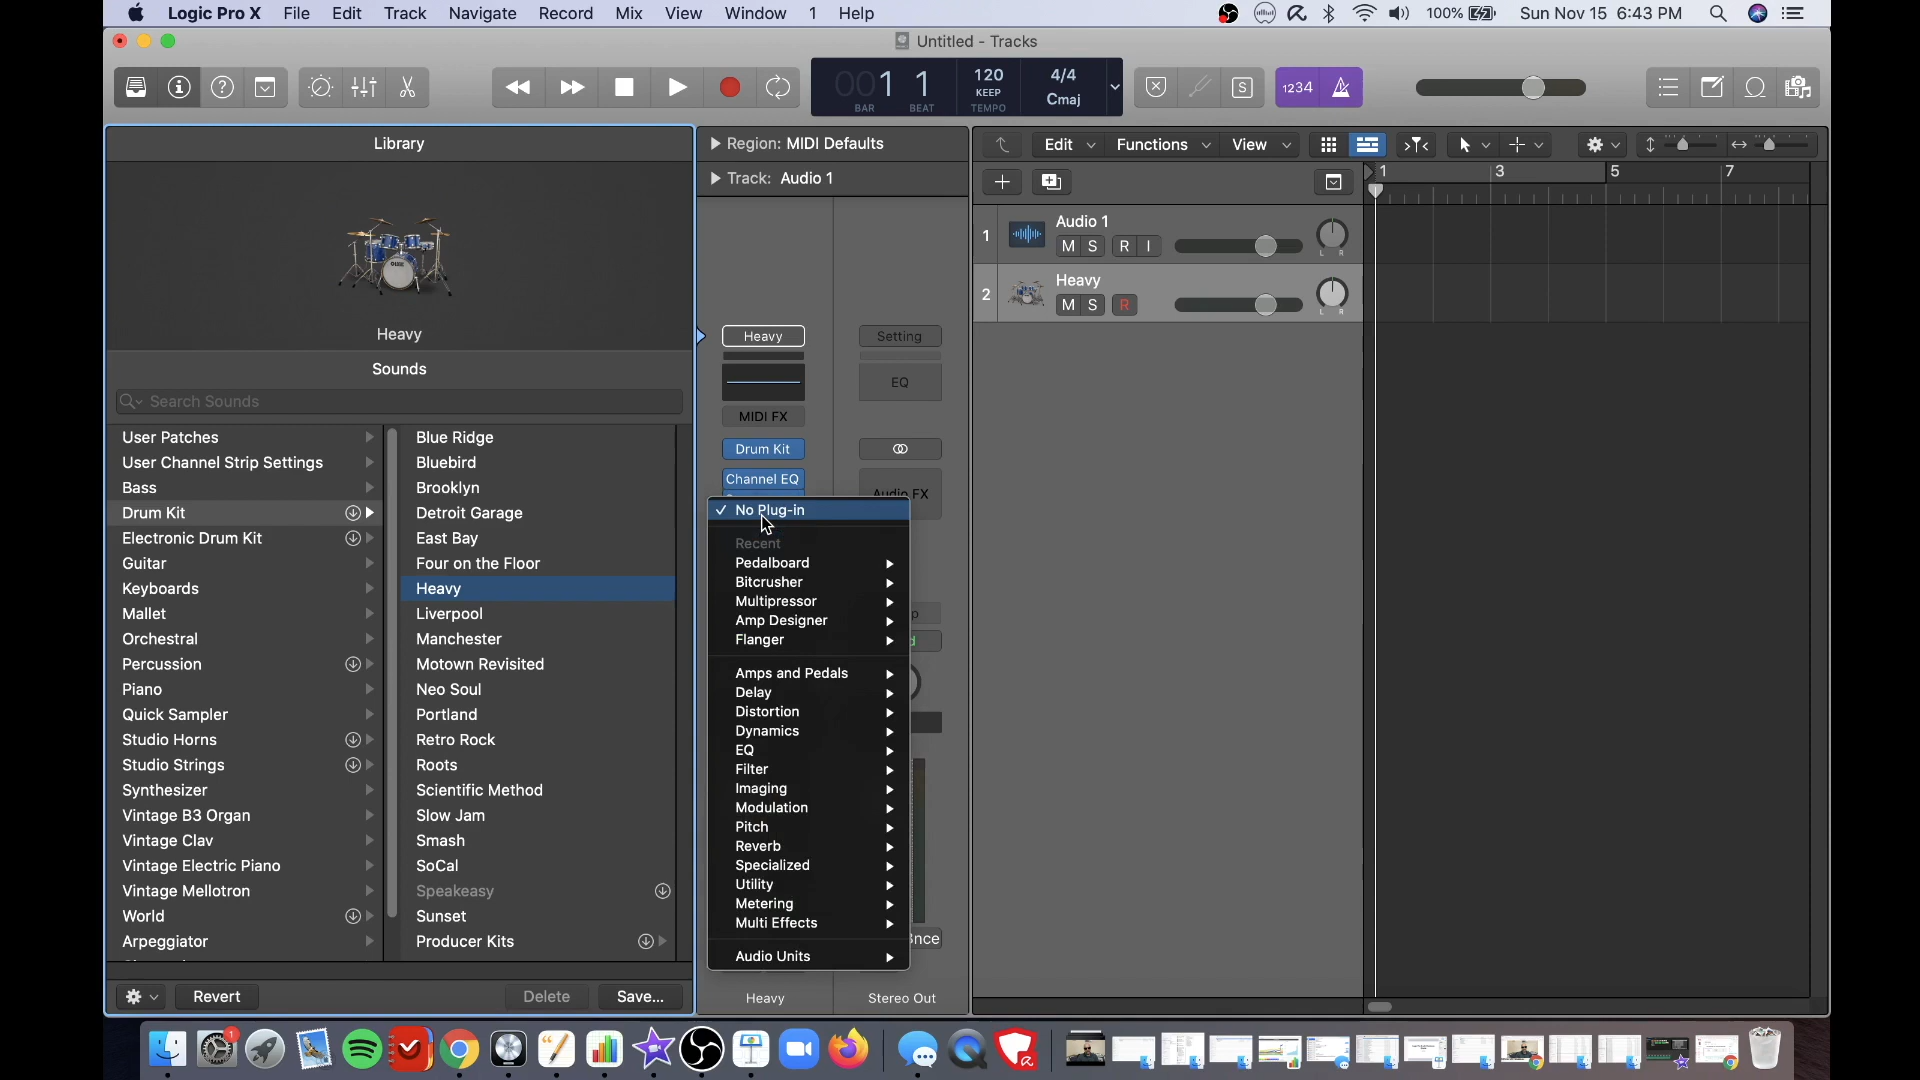 Logic Pro X File Edit Track Navigate Record Mix View Window 1 Help 100% Sun Nov 15 6:43 PM
Untitled - Tracks
001 1 120 4/4
KEEP Cmaj
BAR BEAT TEMPO
S
1234
Library
Heavy
Sounds
Search Sounds
User Patches
User Channel Strip Settings
Bass
Drum Kit
Electronic Drum Kit
Guitar
Keyboards
Mallet
Orchestral
Percussion
Piano
Quick Sampler
Studio Horns
Studio Strings
Synthesizer
Vintage B3 Organ
Vintage Clav
Vintage Electric Piano
Vintage Mellotron
World
Arpeggiator
Blue Ridge
Bluebird
Brooklyn
Detroit Garage
East Bay
Four on the Floor
Heavy
Liverpool
Manchester
Motown Revisited
Neo Soul
Portland
Retro Rock
Roots
Scientific Method
Slow Jam
Smash
SoCal
Speakeasy
Sunset
Producer Kits
Revert Delete Save...
Region: MIDI Defaults
Track: Audio 1
Heavy Setting
EQ
MIDI FX
Drum Kit
Channel EQ
Audio FX
No Plug-in
Recent
Pedalboard
Bitcrusher
Multipressor
Amp Designer
Flanger
Amps and Pedals
Delay
Distortion
Dynamics
EQ
Filter
Imaging
Modulation
Pitch
Reverb
Specialized
Utility
Metering
Multi Effects
Audio Units
Heavy Stereo Out
Edit Functions View
1 3 5 7
1 Audio 1
M S R I
L R
2 Heavy
M S R
L R
1